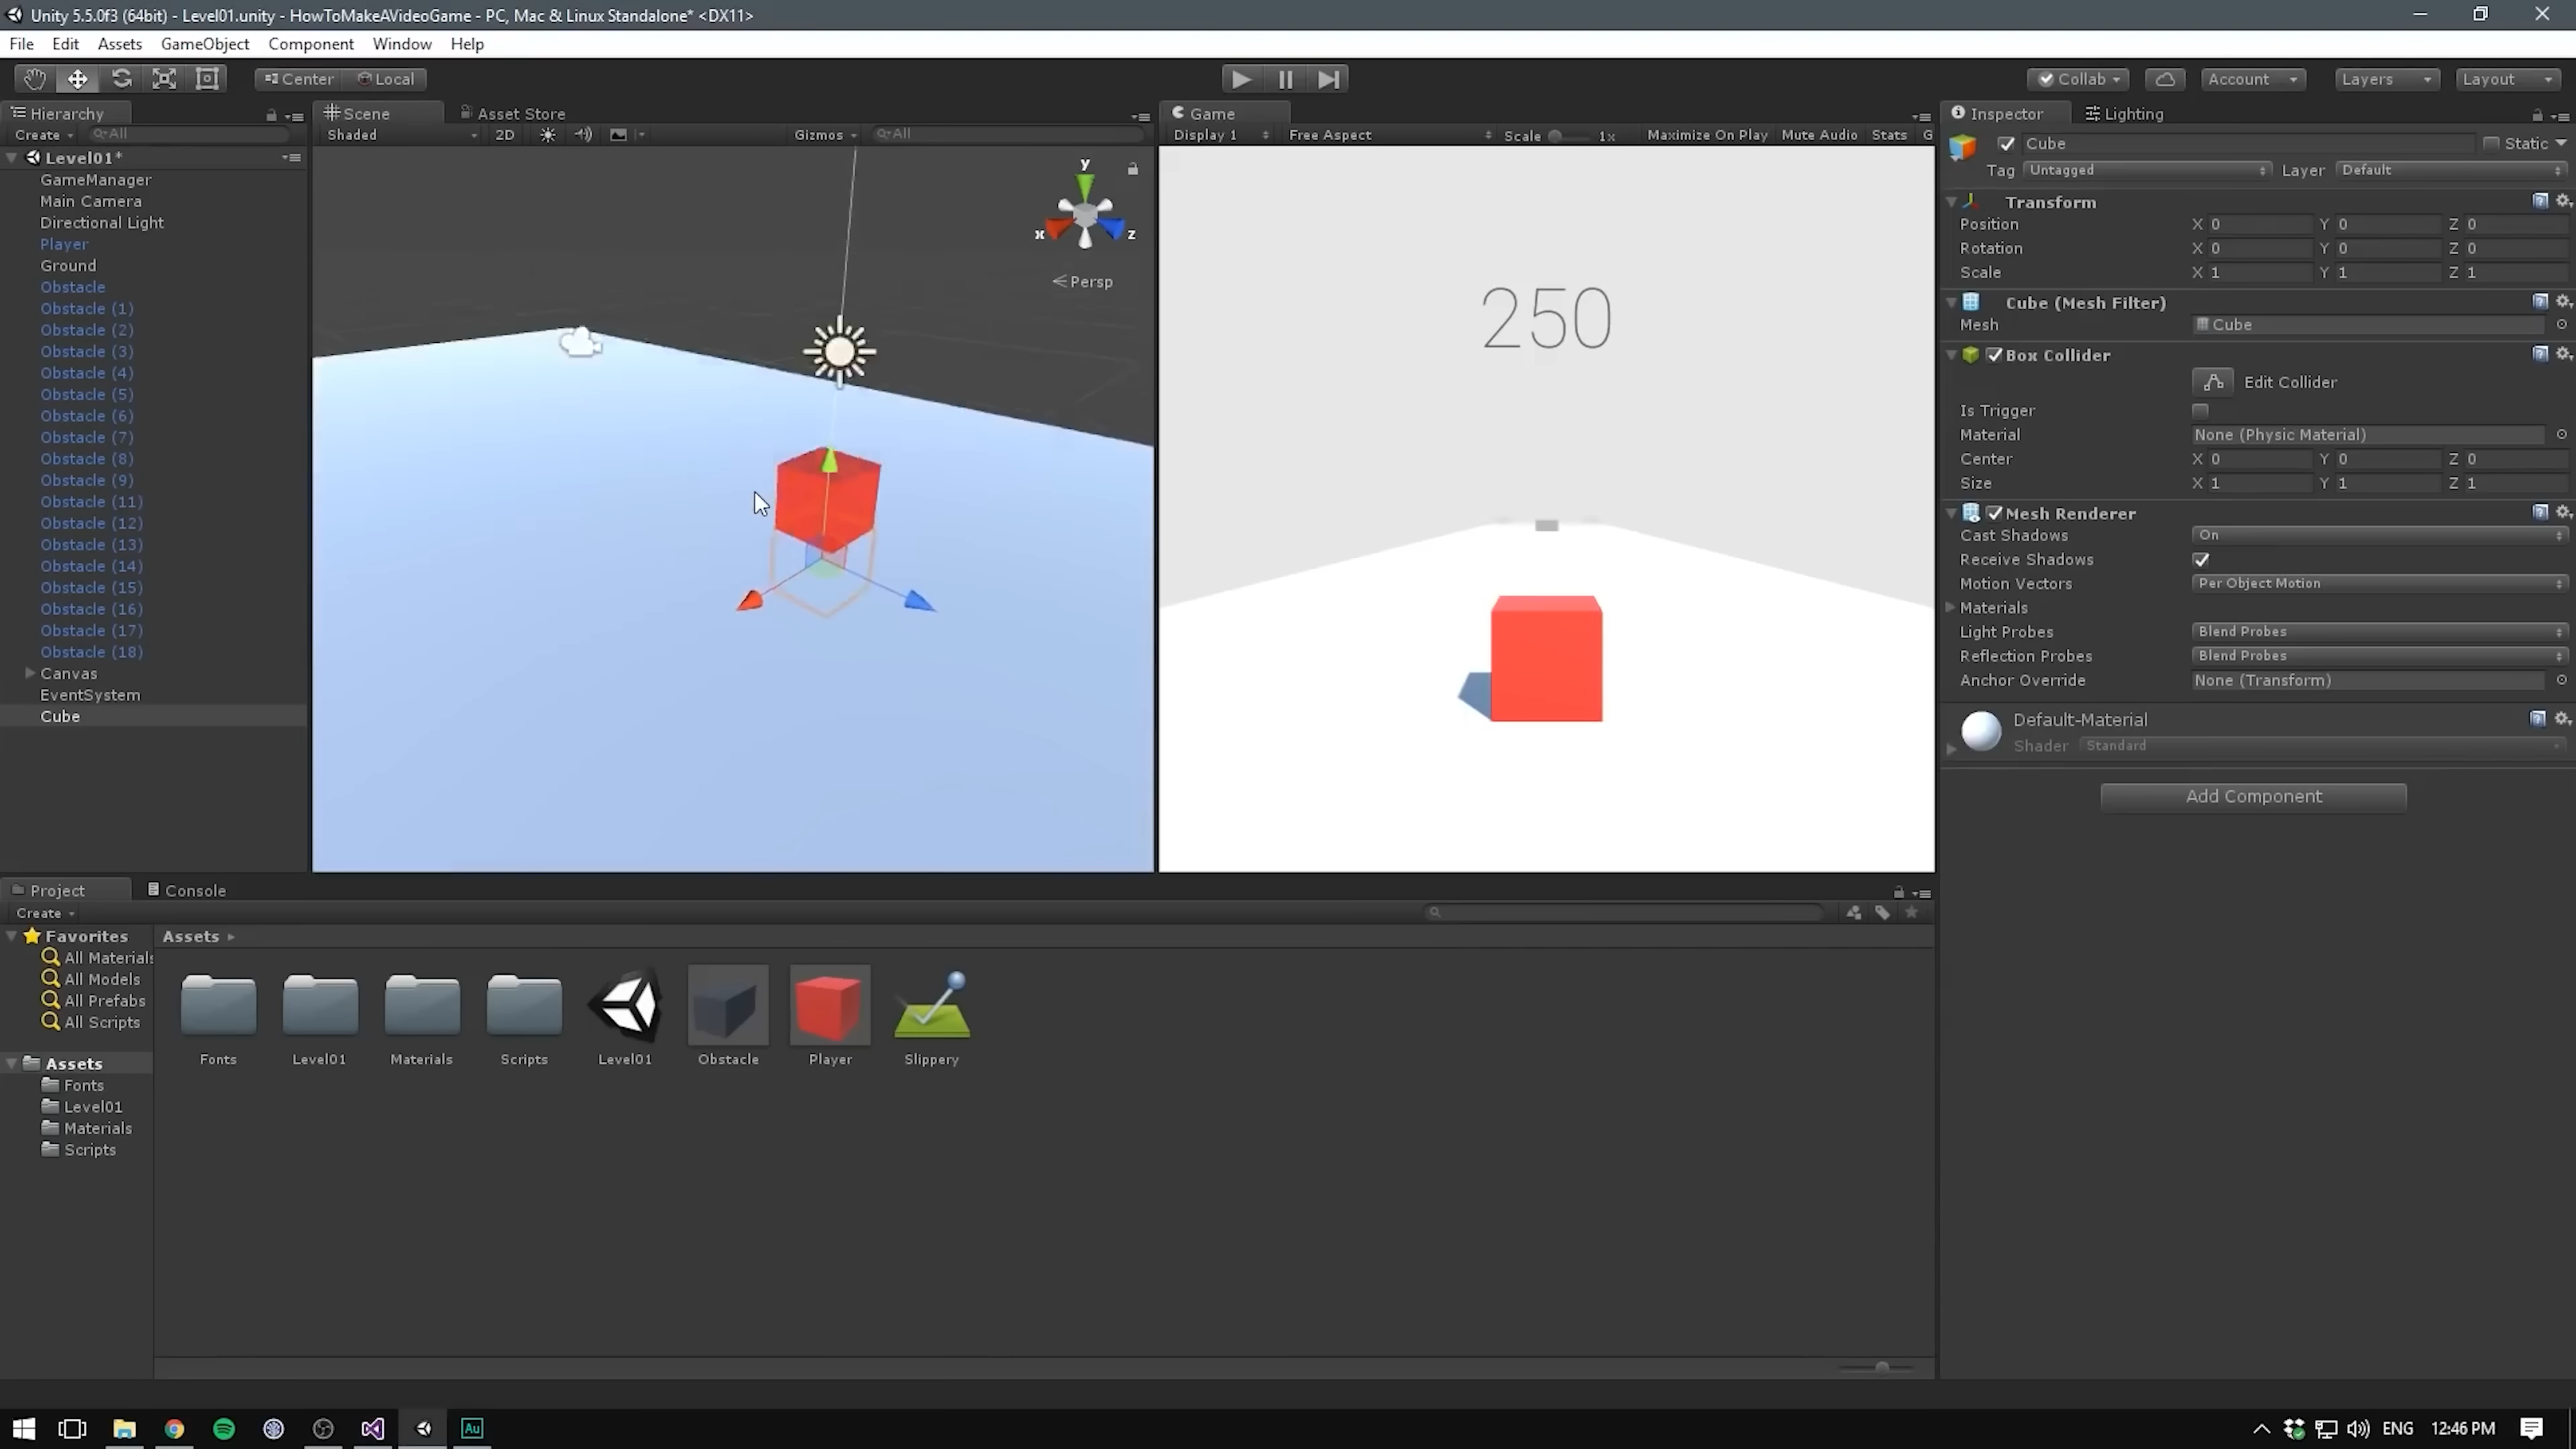 Unity 5.5.0f3 (64bit) - Level01.unity - HowToMakeAVideoGame - PC, Mac & Linux Standalone* <DX11>
File Edit Assets GameObject Component Window Help
Center Local Collab Account Layers Layout
Hierarchy
Create All
Level01*
GameManager
Main Camera
Directional Light
Player
Ground
Obstacle
Obstacle (1)
Obstacle (2)
Obstacle (3)
Obstacle (4)
Obstacle (5)
Obstacle (6)
Obstacle (7)
Obstacle (8)
Obstacle (9)
Obstacle (11)
Obstacle (12)
Obstacle (13)
Obstacle (14)
Obstacle (15)
Obstacle (16)
Obstacle (17)
Obstacle (18)
Canvas
EventSystem
Cube
Scene Asset Store
Shaded 2D Gizmos All
y
x z
Persp
Game
Display 1 Free Aspect Scale 1x Maximize On Play Mute Audio Stats G
250
Inspector Lighting
Cube Static
Tag Untagged Layer Default
Transform
Position X 0 Y 0 Z 0
Rotation X 0 Y 0 Z 0
Scale X 1 Y 1 Z 1
Cube (Mesh Filter)
Mesh Cube
Box Collider
Edit Collider
Is Trigger
Material None (Physic Material)
Center X 0 Y 0 Z 0
Size X 1 Y 1 Z 1
Mesh Renderer
Cast Shadows On
Receive Shadows
Motion Vectors Per Object Motion
Materials
Light Probes Blend Probes
Reflection Probes Blend Probes
Anchor Override None (Transform)
Default-Material
Shader Standard
Add Component
Project Console
Create
Favorites
All Materials
All Models
All Prefabs
All Scripts
Assets
Fonts
Level01
Materials
Scripts
Assets
Fonts Level01 Materials Scripts Level01 Obstacle Player Slippery
Au
ENG 12:46 PM